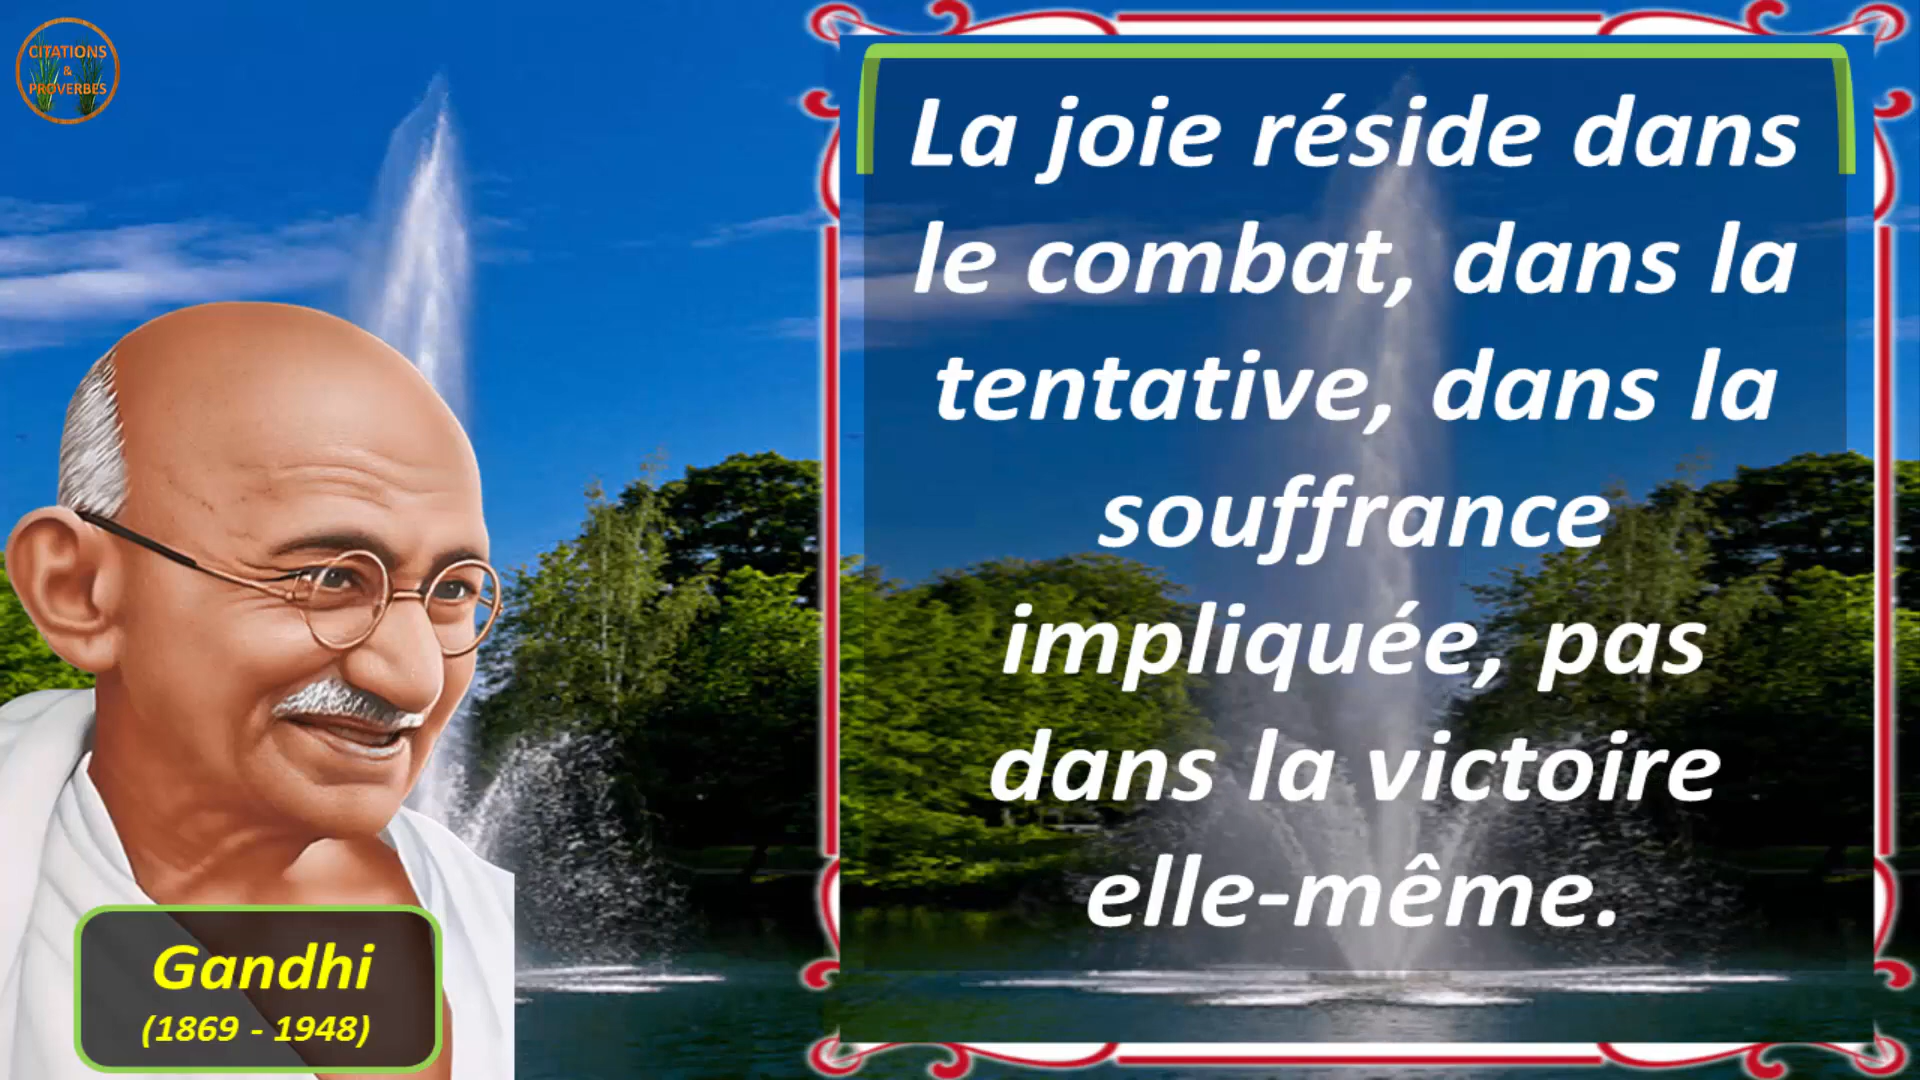 CITATIONS
&
PROVERBES
La joie réside dans
le combat, dans la
tentative, dans la
souffrance
impliquée, pas
dans la victoire
elle-même.
Gandhi
(1869 - 1948)